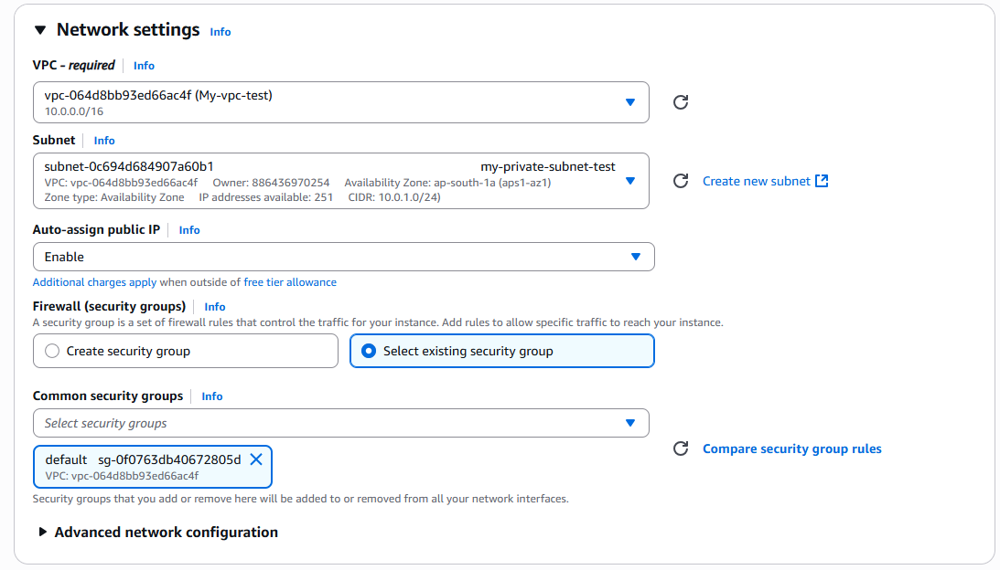 Network settings Info
VPC - required Info
vpc-064d8bb93ed66ac4f (My-vpc-test)
10.0.0.0/16
Subnet Info
subnet-0c694d684907a60b1 my-private-subnet-test
VPC: vpc-064d8bb93ed66ac4f Owner: 886436970254 Availability Zone: ap-south-1a (aps1-az1)
Zone type: Availability Zone IP addresses available: 251 CIDR: 10.0.1.0/24)
Create new subnet
Auto-assign public IP Info
Enable
Additional charges apply when outside of free tier allowance
Firewall (security groups) Info
A security group is a set of firewall rules that control the traffic for your instance. Add rules to allow specific traffic to reach your instance.
Create security group Select existing security group
Common security groups Info
Select security groups
default sg-0f0763db40672805d
VPC: vpc-064d8bb93ed66ac4f
Compare security group rules
Security groups that you add or remove here will be added to or removed from all your network interfaces.
Advanced network configuration